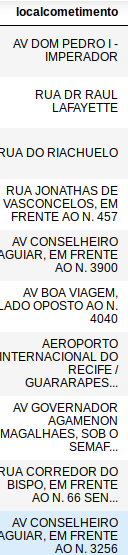 localcometimento
AV DOM PEDRO I -
IMPERADOR
RUA DR RAUL
LAFAYETTE
RUA DO RIACHUELO
RUA JONATHAS DE
VASCONCELOS, EM
FRENTE AO N. 457
AV CONSELHEIRO
AGUIAR, EM FRENTE
AO N. 3900
AV BOA VIAGEM,
LADO OPOSTO AO N.
4040
AEROPORTO
INTERNACIONAL DO
RECIFE /
GUARARAPES...
AV GOVERNADOR
AGAMENON
MAGALHAES, SOB O
SEMAF...
RUA CORREDOR DO
BISPO, EM FRENTE
AO N. 66 SEN...
AV CONSELHEIRO
AGUIAR, EM FRENTE
AO N. 3256